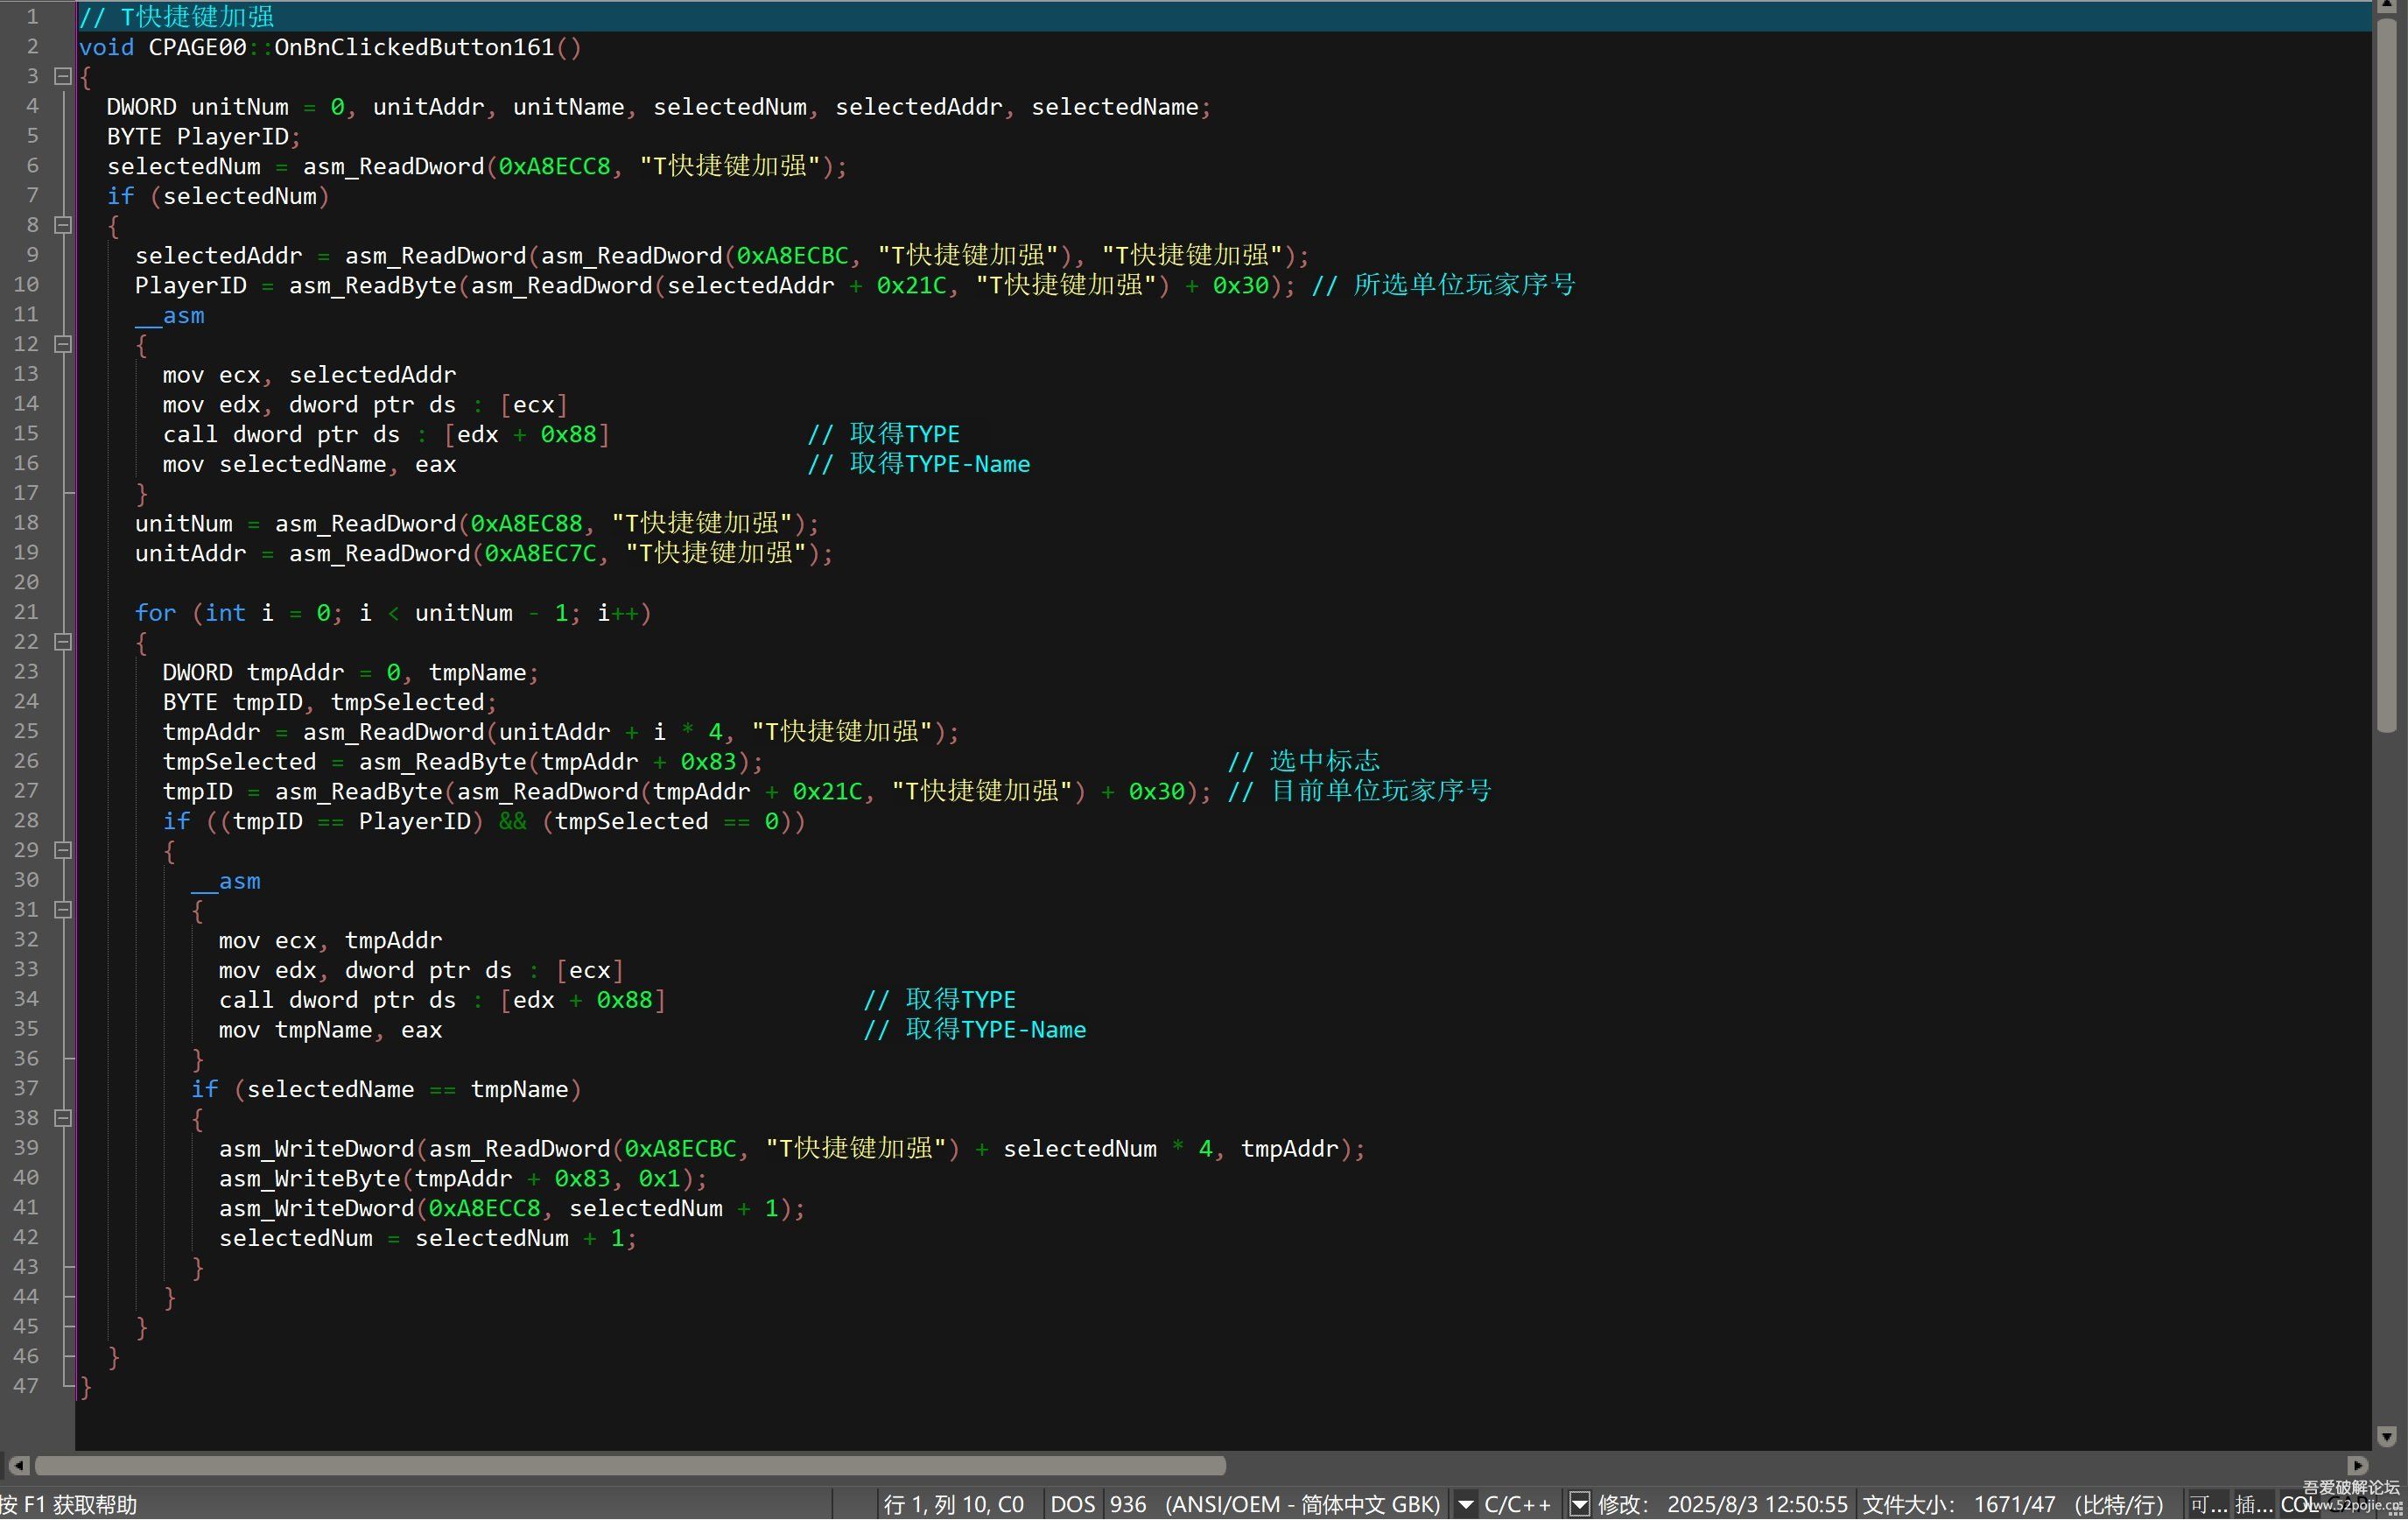 1 // T快捷键加强
2 void CPAGE00::OnBnClickedButton161()
3 {
4 DWORD unitNum = 0, unitAddr, unitName, selectedNum, selectedAddr, selectedName;
5 BYTE PlayerID;
6 selectedNum = asm_ReadDword(0xA8ECC8, "T快捷键加强");
7 if (selectedNum)
8 {
9 selectedAddr = asm_ReadDword(asm_ReadDword(0xA8ECBC, "T快捷键加强"), "T快捷键加强");
10 PlayerID = asm_ReadByte(asm_ReadDword(selectedAddr + 0x21C, "T快捷键加强") + 0x30); // 所选单位玩家序号
11 __asm
12 {
13 mov ecx, selectedAddr
14 mov edx, dword ptr ds : [ecx]
15 call dword ptr ds : [edx + 0x88] // 取得TYPE
16 mov selectedName, eax // 取得TYPE-Name
17 }
18 unitNum = asm_ReadDword(0xA8EC88, "T快捷键加强");
19 unitAddr = asm_ReadDword(0xA8EC7C, "T快捷键加强");
20
21 for (int i = 0; i < unitNum - 1; i++)
22 {
23 DWORD tmpAddr = 0, tmpName;
24 BYTE tmpID, tmpSelected;
25 tmpAddr = asm_ReadDword(unitAddr + i * 4, "T快捷键加强");
26 tmpSelected = asm_ReadByte(tmpAddr + 0x83); // 选中标志
27 tmpID = asm_ReadByte(asm_ReadDword(tmpAddr + 0x21C, "T快捷键加强") + 0x30); // 目前单位玩家序号
28 if ((tmpID == PlayerID) && (tmpSelected == 0))
29 {
30 __asm
31 {
32 mov ecx, tmpAddr
33 mov edx, dword ptr ds : [ecx]
34 call dword ptr ds : [edx + 0x88] // 取得TYPE
35 mov tmpName, eax // 取得TYPE-Name
36 }
37 if (selectedName == tmpName)
38 {
39 asm_WriteDword(asm_ReadDword(0xA8ECBC, "T快捷键加强") + selectedNum * 4, tmpAddr);
40 asm_WriteByte(tmpAddr + 0x83, 0x1);
41 asm_WriteDword(0xA8ECC8, selectedNum + 1);
42 selectedNum = selectedNum + 1;
43 }
44 }
45 }
46 }
47 }
吾爱破解论坛
www.52pojie.cn
按 F1 获取帮助 行 1, 列 10, C0 DOS 936 (ANSI/OEM - 简体中文 GBK) C/C++ 修改: 2025/8/3 12:50:55 文件大小: 1671/47 (比特/行) 可... 插... COL